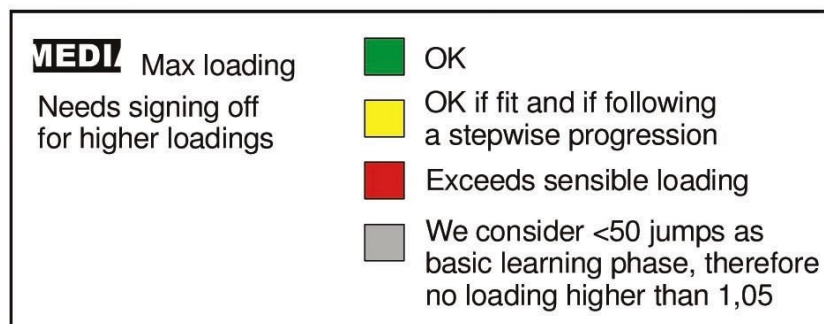 MEDIA Max loading
Needs signing off
for higher loadings
OK
OK if fit and if following
a stepwise progression
Exceeds sensible loading
We consider <50 jumps as
basic learning phase, therefore
no loading higher than 1,05